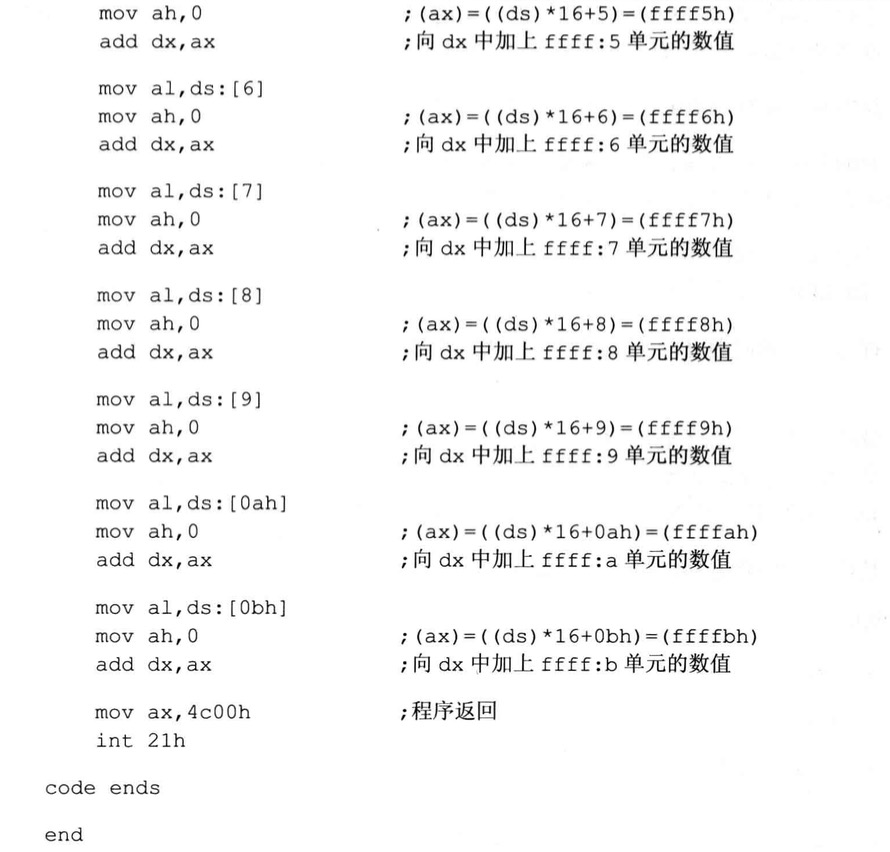 mov ah,0 ;(ax)=((ds)*16+5)=(ffff5h)
add dx,ax ;向 dx 中加上 ffff:5 单元的数值
mov al,ds:[6]
mov ah,0 ;(ax)=((ds)*16+6)=(ffff6h)
add dx,ax ;向 dx 中加上 ffff:6 单元的数值
mov al,ds:[7]
mov ah,0 ;(ax)=((ds)*16+7)=(ffff7h)
add dx,ax ;向 dx 中加上 ffff:7 单元的数值
mov al,ds:[8]
mov ah,0 ;(ax)=((ds)*16+8)=(ffff8h)
add dx,ax ;向 dx 中加上 ffff:8 单元的数值
mov al,ds:[9]
mov ah,0 ;(ax)=((ds)*16+9)=(ffff9h)
add dx,ax ;向 dx 中加上 ffff:9 单元的数值
mov al,ds:[0ah]
mov ah,0 ;(ax)=((ds)*16+0ah)=(ffffah)
add dx,ax ;向 dx 中加上 ffff:a 单元的数值
mov al,ds:[0bh]
mov ah,0 ;(ax)=((ds)*16+0bh)=(ffffbh)
add dx,ax ;向 dx 中加上 ffff:b 单元的数值
mov ax,4c00h ;程序返回
int 21h
code ends
end